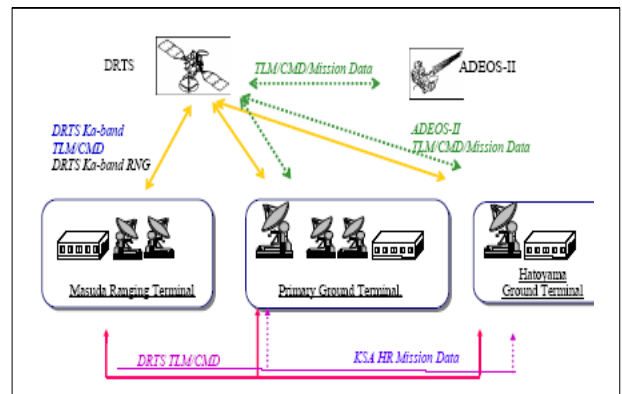 DRTS
TLM/CMD/Mission Data
ADEOS-II
DRTS Ka-band
TLM/CMD
DRTS Ka-band RNG
ADEOS-II
TLM/CMD/Mission Data
Masuda Ranging Terminal
Primary Ground Terminal
Hatoyama
Ground Terminal
DRTS TLM/CMD
KSA HR Mission Data